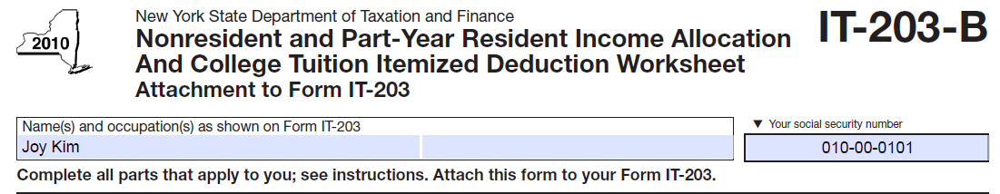 New York State Department of Taxation and Finance
2010
Nonresident and Part-Year Resident Income Allocation
And College Tuition Itemized Deduction Worksheet
Attachment to Form IT-203
IT-203-B
Name(s) and occupation(s) as shown on Form IT-203
Joy Kim
▼ Your social security number
010-00-0101
Complete all parts that apply to you; see instructions. Attach this form to your Form IT-203.